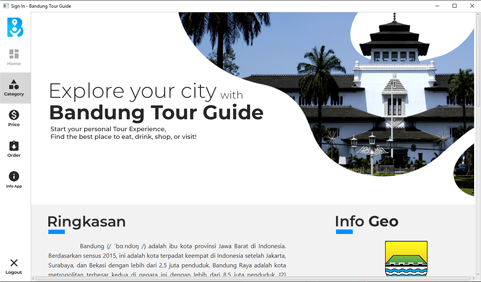 Sign In - Bandung Tour Guide
Home
Category
Price
Order
Info App
Logout
Explore your city with
Bandung Tour Guide
Start your personal Tour Experience,
Find the best place to eat, drink, shop, or visit!
Ringkasan
Bandung (/ ˈbɑːndʊŋ /) adalah ibu kota provinsi Jawa Barat di Indonesia.
Berdasarkan sensus 2015, ini adalah kota terpadat keempat di Indonesia setelah Jakarta,
Surabaya, dan Bekasi dengan lebih dari 2,5 juta penduduk. Bandung Raya adalah kota
metropolitan terbesar kedua di negara ini dengan lebih dari 8,5 juta penduduk. [2]
Info Geo